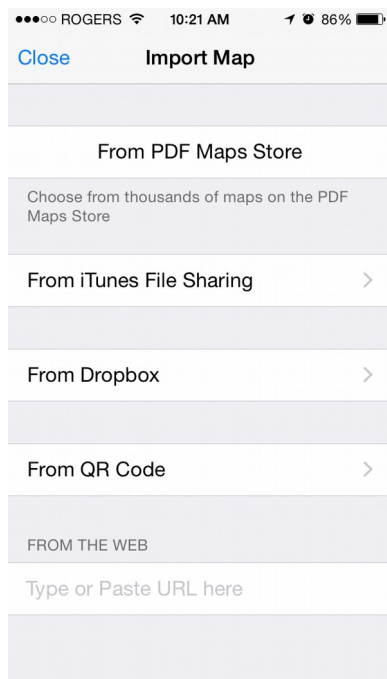 ROGERS 10:21 AM 86%
Close Import Map
From PDF Maps Store
Choose from thousands of maps on the PDF
Maps Store
From iTunes File Sharing
From Dropbox
From QR Code
FROM THE WEB
Type or Paste URL here